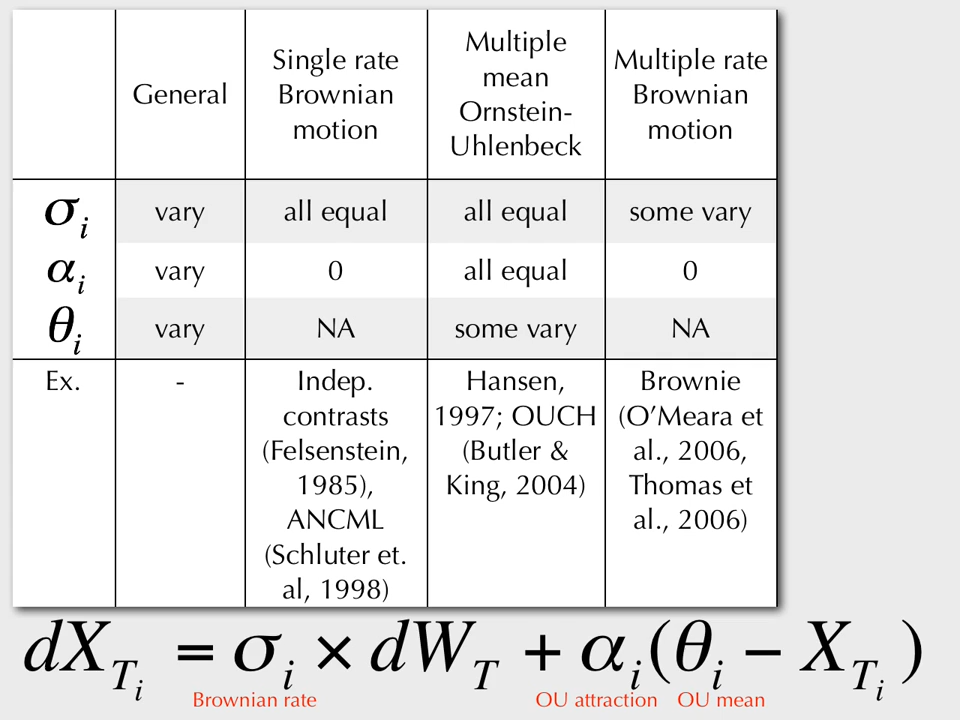 General
Single rate
Brownian
motion
Multiple
mean
Ornstein-
Uhlenbeck
Multiple rate
Brownian
motion
σi vary all equal all equal some vary
αi vary 0 all equal 0
θi vary NA some vary NA
Ex.
-
Indep.
contrasts
(Felsenstein,
1985),
ANCML
(Schluter et.
al, 1998)
Hansen,
1997; OUCH
(Butler &
King, 2004)
Brownie
(O’Meara et
al., 2006,
Thomas et
al., 2006)
dXTi = σi × dWT + αi(θi − XTi)
Brownian rate OU attraction OU mean